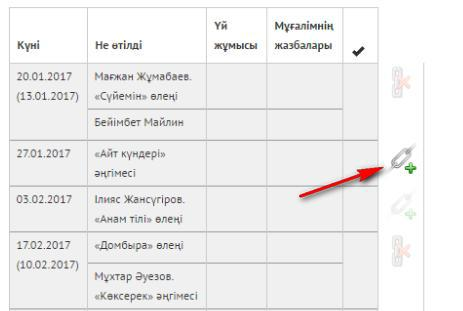 Күні
Не өтілді
Үй
жұмысы
Мұғалімнің
жазбалары
20.01.2017
(13.01.2017)
Мағжан Жұмабаев.
«Сүйемін» өлеңі
Бейімбет Майлин
27.01.2017
«Айт күндері»
әңгімесі
03.02.2017
Ілияс Жансүгіров.
«Анам тілі» өлеңі
17.02.2017
(10.02.2017)
«Домбыра» өлеңі
Мұхтар Әуезов.
«Көксерек» әңгімесі